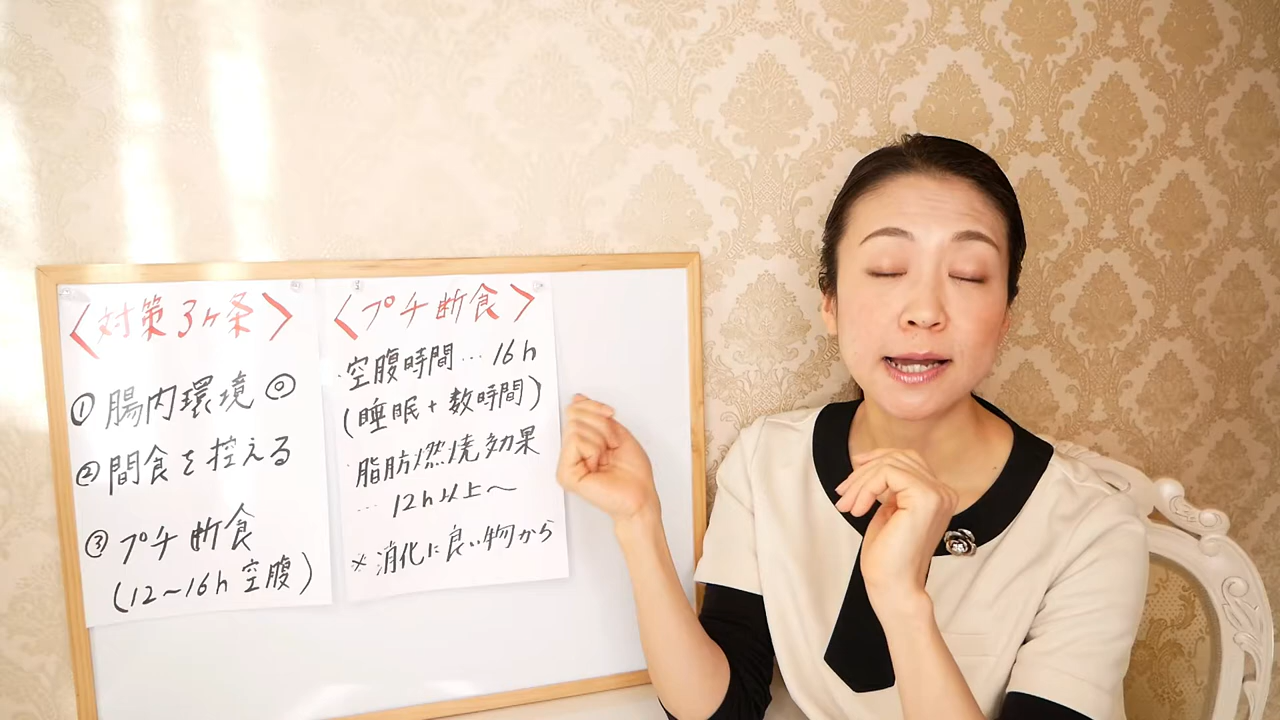 〈対策3ヶ条〉
① 腸内環境◎
② 間食を控える
③ プチ断食
(12〜16h空腹)
〈プチ断食〉
・空腹時間…16h
(睡眠+数時間)
・脂肪燃焼効果
…12h以上〜
※消化に良い物から